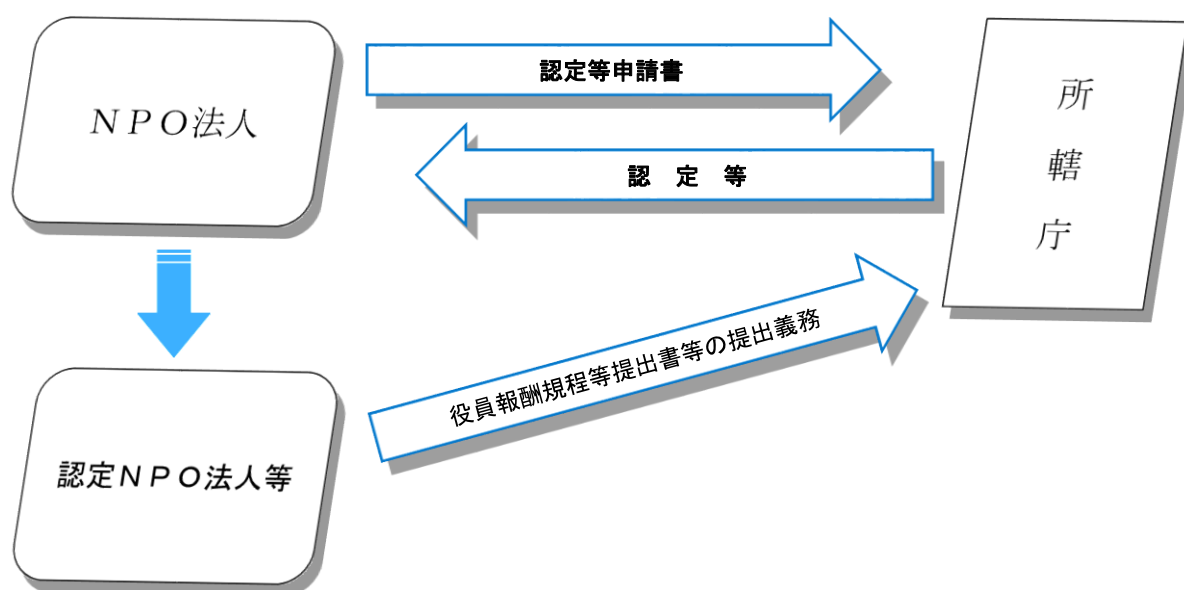 NPO法人
認定等申請書
認 定 等
所
轄
庁
役員報酬規程等提出書等の提出義務
認定NPO法人等